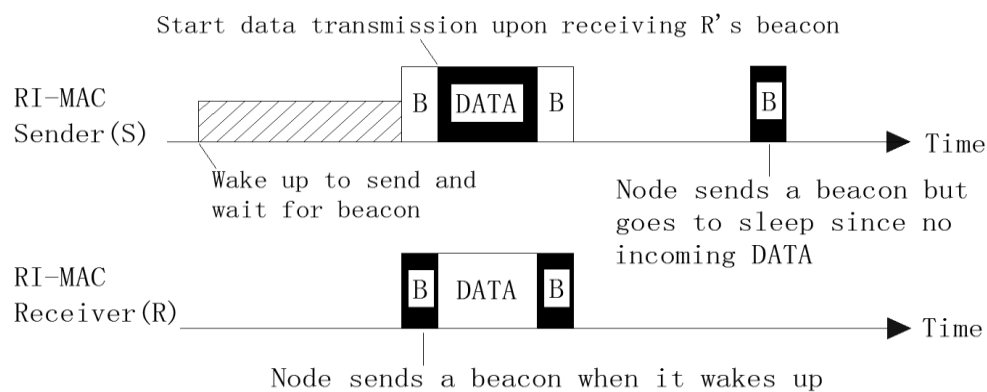 Start data transmission upon receiving R's beacon
RI-MAC
Sender(S)
B
DATA
B
B
Time
Wake up to send and
wait for beacon
Node sends a beacon but
goes to sleep since no
incoming DATA
RI-MAC
Receiver(R)
B
DATA
B
Time
Node sends a beacon when it wakes up